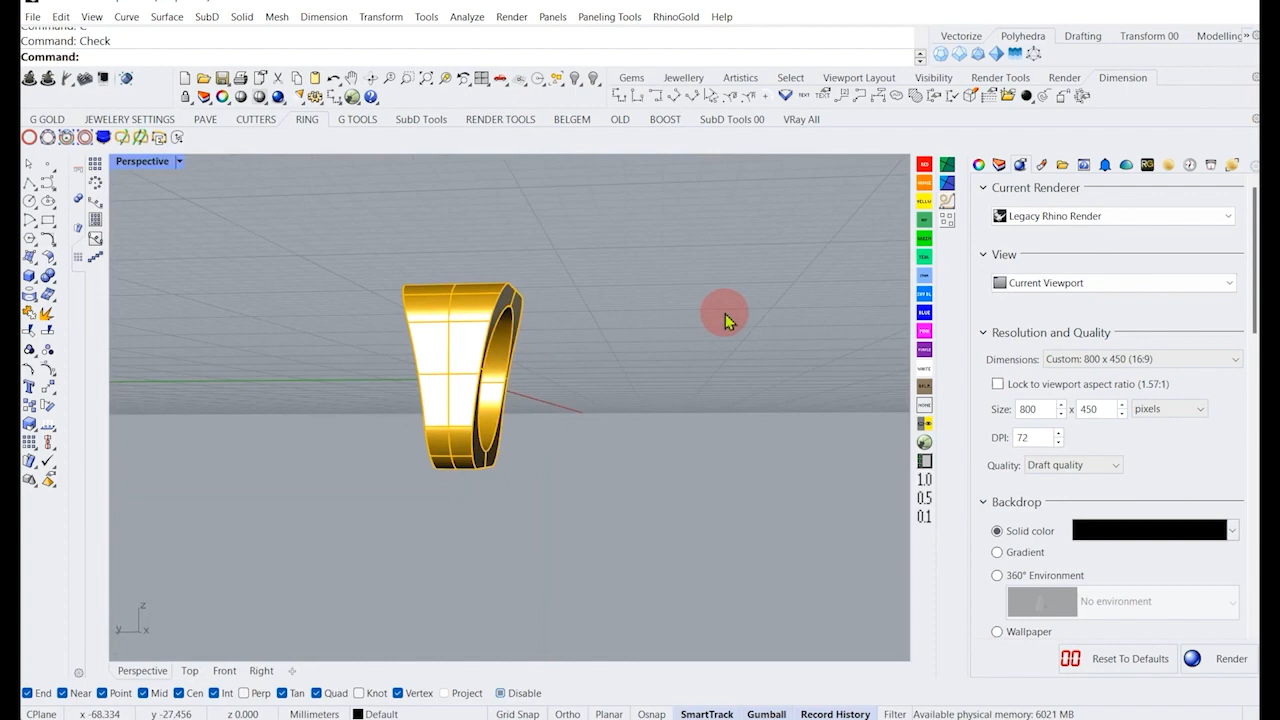 File Edit View Curve Surface SubD Solid Mesh Dimension Transform Tools Analyze Render Panels Paneling Tools RhinoGold Help
Command: Check
Command:
Vectorize Polyhedra Drafting Transform 00 Modelling
Gems Jewellery Artists Select Viewport Layout Visibility Render Tools Render Dimension
G GOLD JEWELERY SETTINGS PAVE CUTTERS RING G TOOLS SubD Tools RENDER TOOLS BELGEM OLD BOOST SubD Tools 00 VRay All
Perspective
RED
BLUE
WHITE
NONE
1.0
0.5
0.1
Current Renderer
Legacy Rhino Render
View
Current Viewport
Resolution and Quality
Dimensions: Custom: 800 x 450 (16:9)
Lock to viewport aspect ratio (1.57:1)
Size: 800 x 450 pixels
DPI: 72
Quality: Draft quality
Backdrop
Solid color
Gradient
360° Environment
No environment
Wallpaper
Reset To Defaults Render
z
y x
Perspective Top Front Right
End Near Point Mid Cen Int Perp Tan Quad Knot Vertex Project Disable
CPlane x -68.334 y -27.456 z 0.000 Millimeters Default Grid Snap Ortho Planar Osnap SmartTrack Gumball Record History Filter Available physical memory: 6021 MB